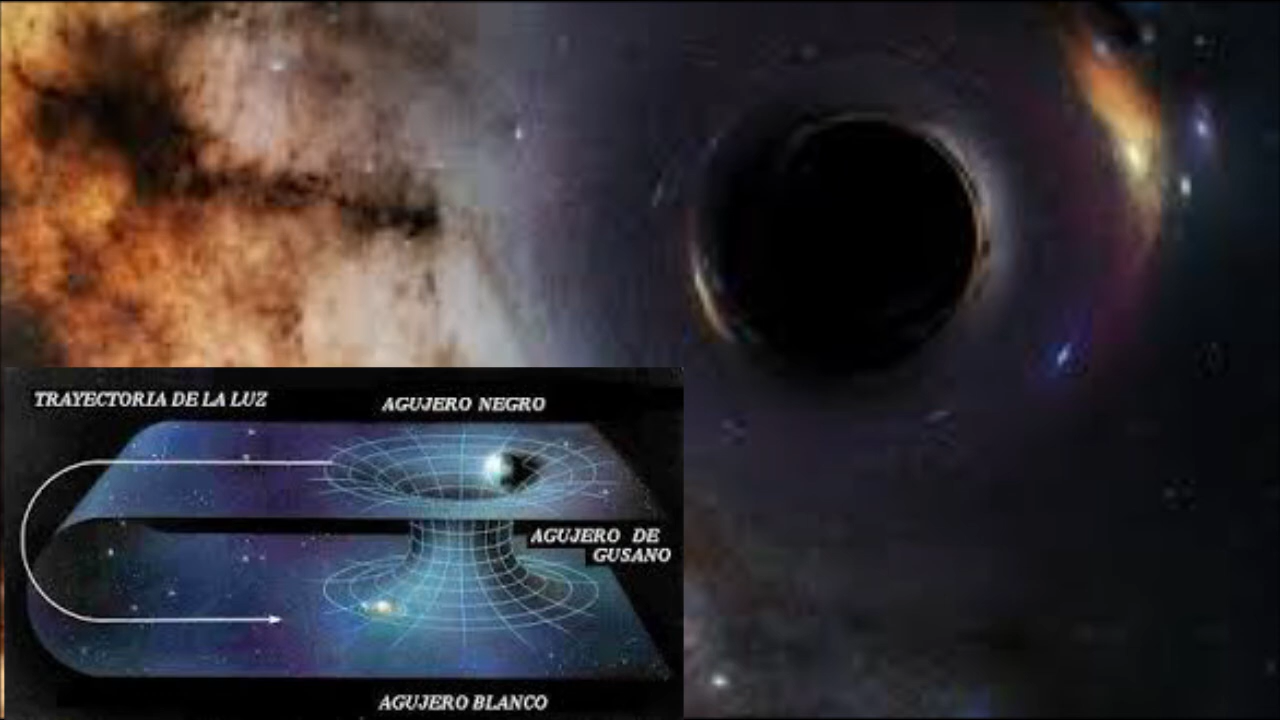 TRAYECTORIA DE LA LUZ
AGUJERO NEGRO
AGUJERO DE
GUSANO
AGUJERO BLANCO